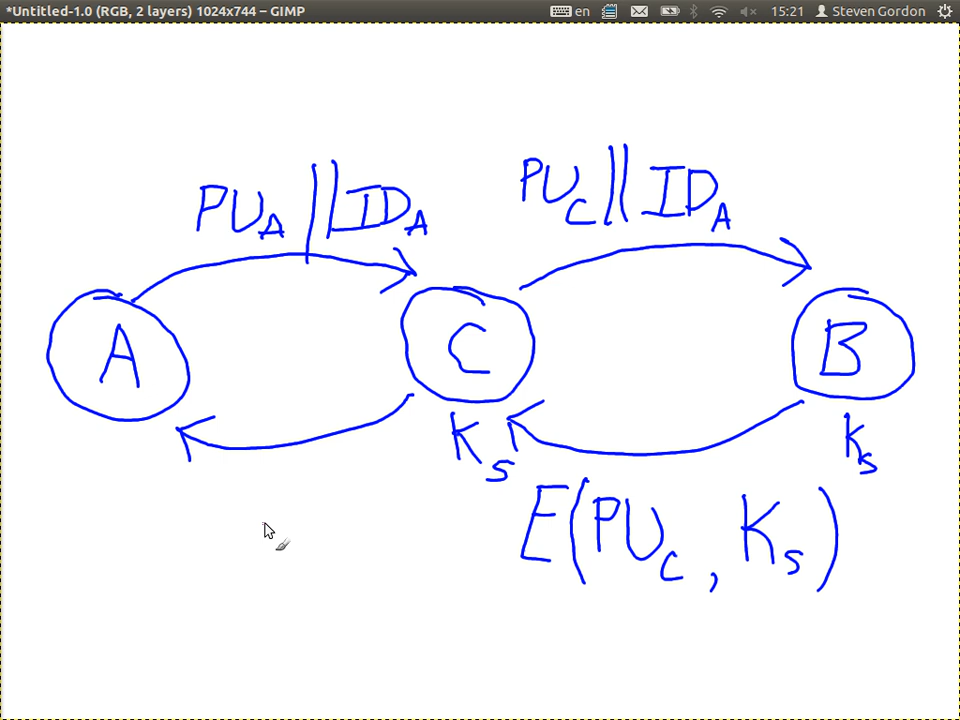 *Untitled-1.0 (RGB, 2 layers) 1024x744 – GIMP en 15:21 Steven Gordon
PU_A || ID_A
PU_C || ID_A
A
C
B
K_S
K_S
E(PU_C, K_S)